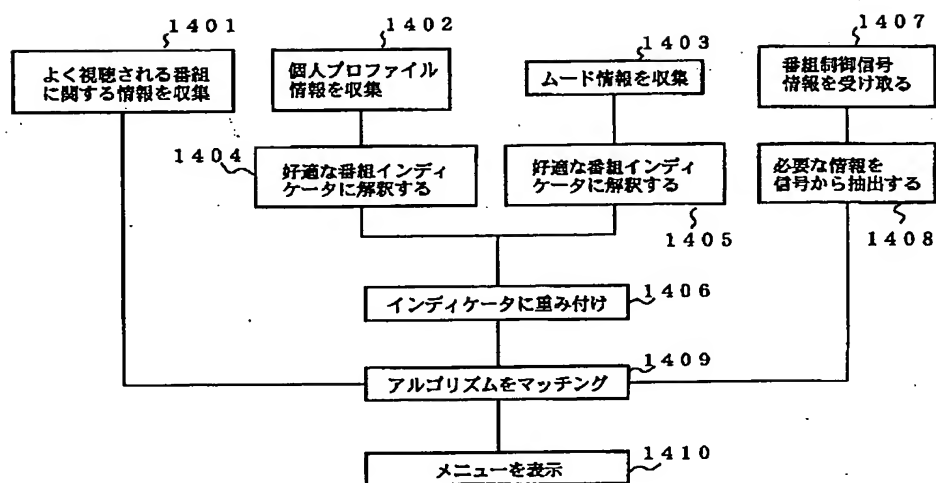 1401
よく視聴される番組
に関する情報を収集
1402
個人プロファイル
情報を収集
1403
ムード情報を収集
1407
番組制御信号
情報を受け取る
1404
好適な番組インディ
ケータに解釈する
好適な番組インディ
ケータに解釈する
1405
必要な情報を
信号から抽出する
1408
インディケータに重み付け
1406
アルゴリズムをマッチング
1409
メニューを表示
1410